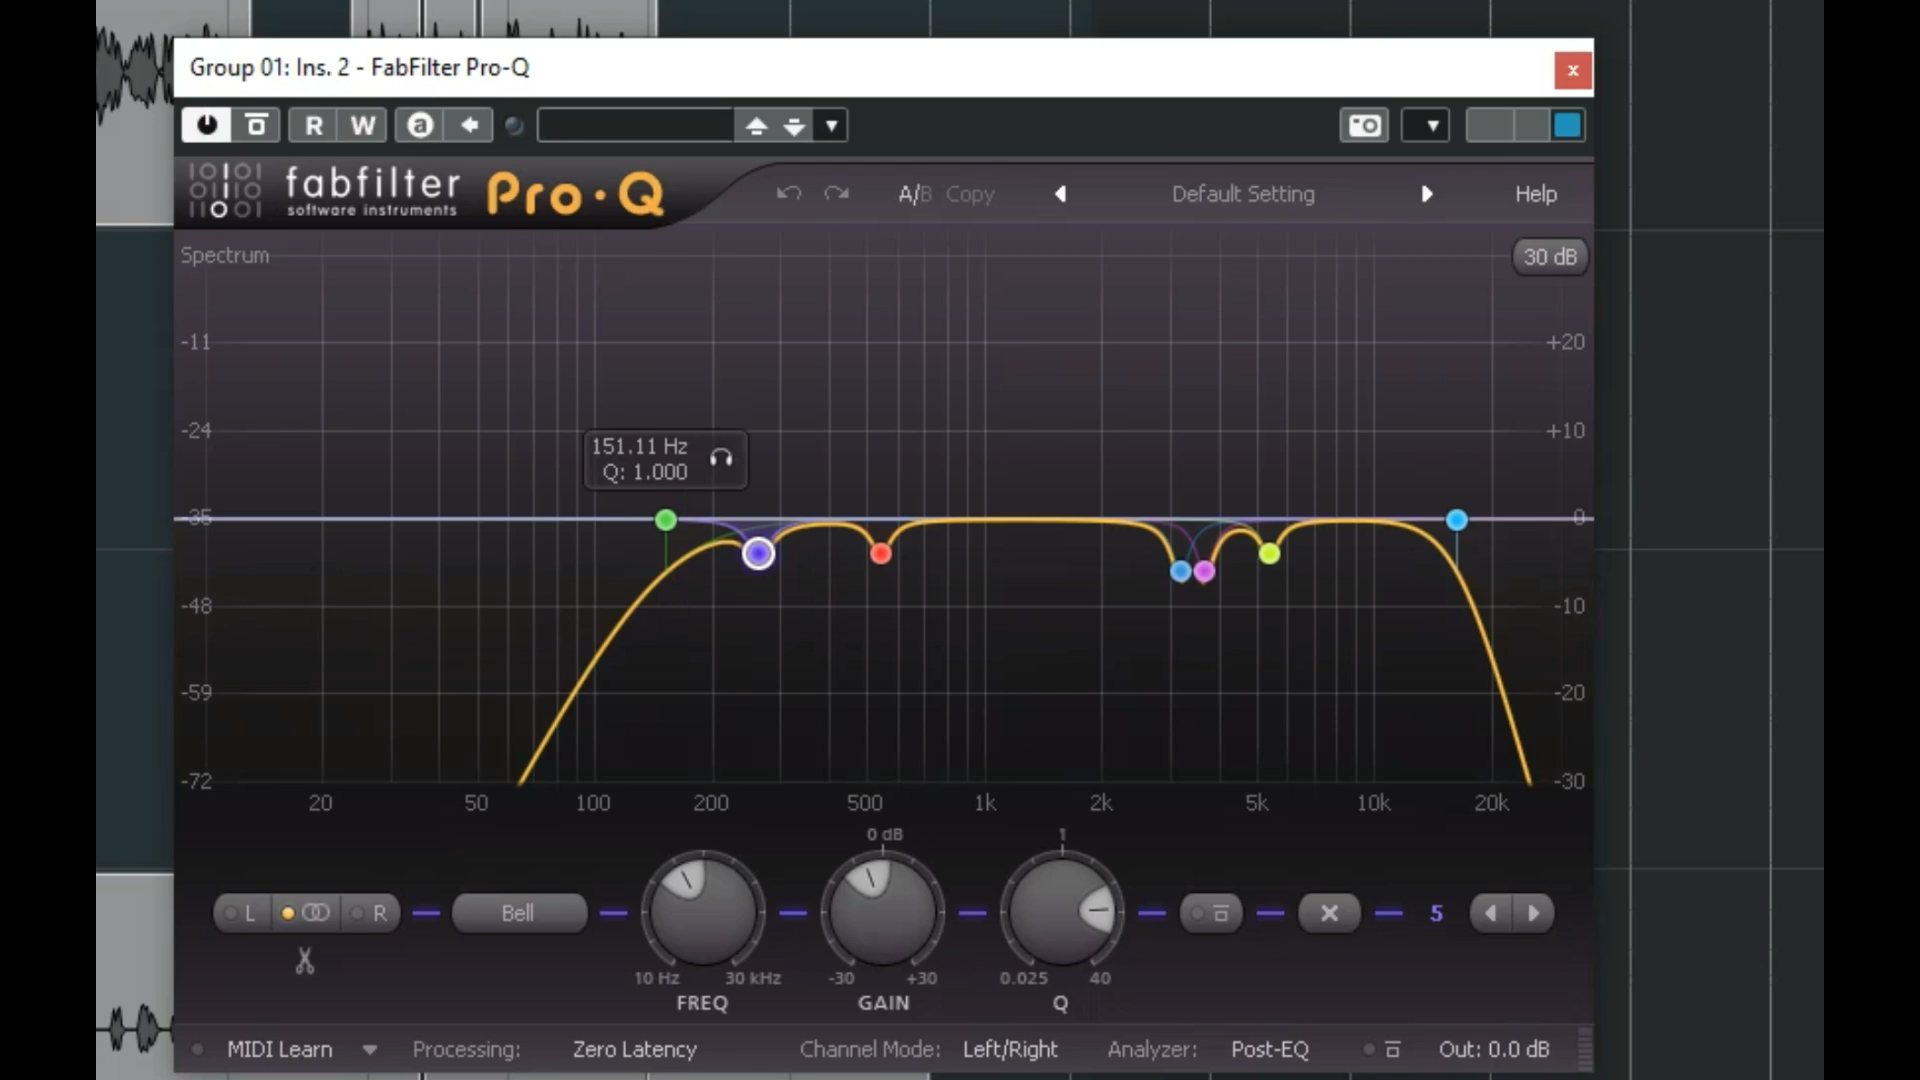 Group 01: Ins. 2 - FabFilter Pro-Q
x
R W a
fabfilter
software instruments
Pro·Q
A/B Copy
Default Setting
Help
Spectrum
30 dB
-11 +20
-24 +10
151.11 Hz
Q: 1.000
-35 0
-48 -10
-59 -20
-72 -30
20 50 100 200 500 1k 2k 5k 10k 20k
0 dB 1
L R Bell 5
10 Hz 30 kHz -30 +30 0.025 40
FREQ GAIN Q
MIDI Learn Processing: Zero Latency Channel Mode: Left/Right Analyzer: Post-EQ Out: 0.0 dB